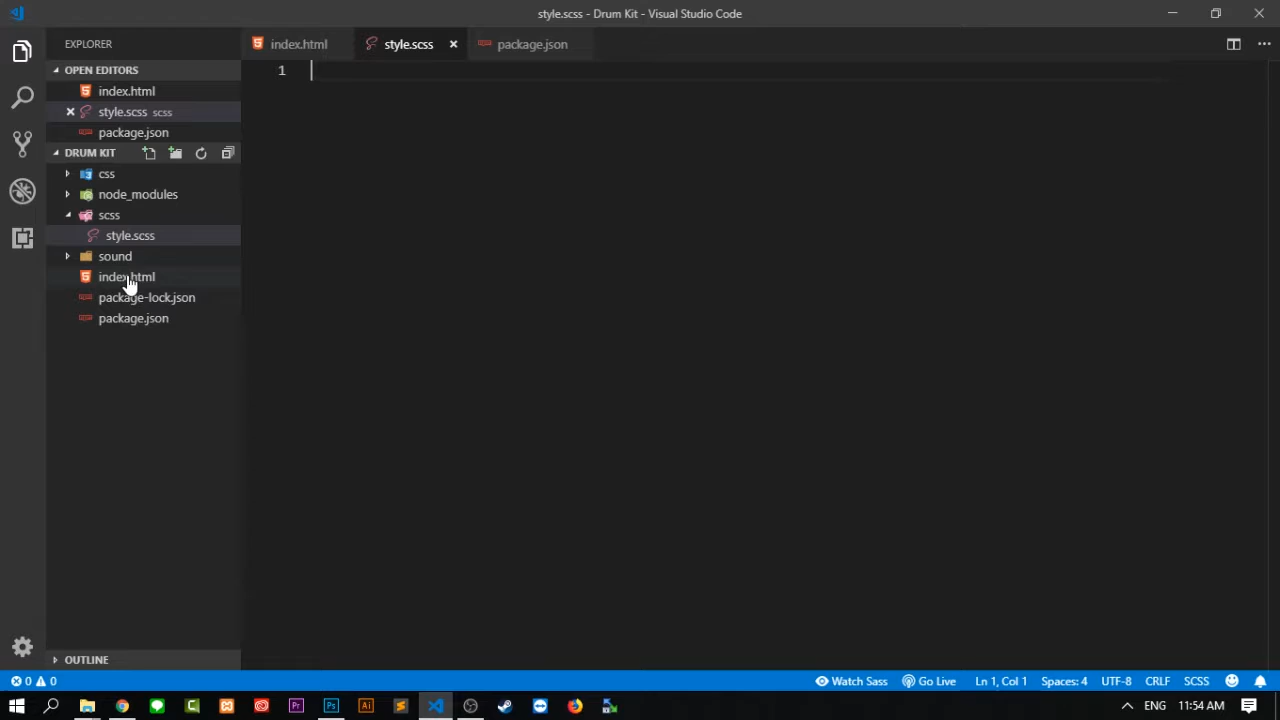 style.scss - Drum Kit - Visual Studio Code
EXPLORER
index.html
style.scss
package.json
OPEN EDITORS
1
index.html
style.scss scss
package.json
DRUM KIT
css
node_modules
scss
style.scss
sound
index.html
package-lock.json
package.json
OUTLINE
0 0
Watch Sass
Go Live
Ln 1, Col 1
Spaces: 4
UTF-8
CRLF
SCSS
ENG
11:54 AM